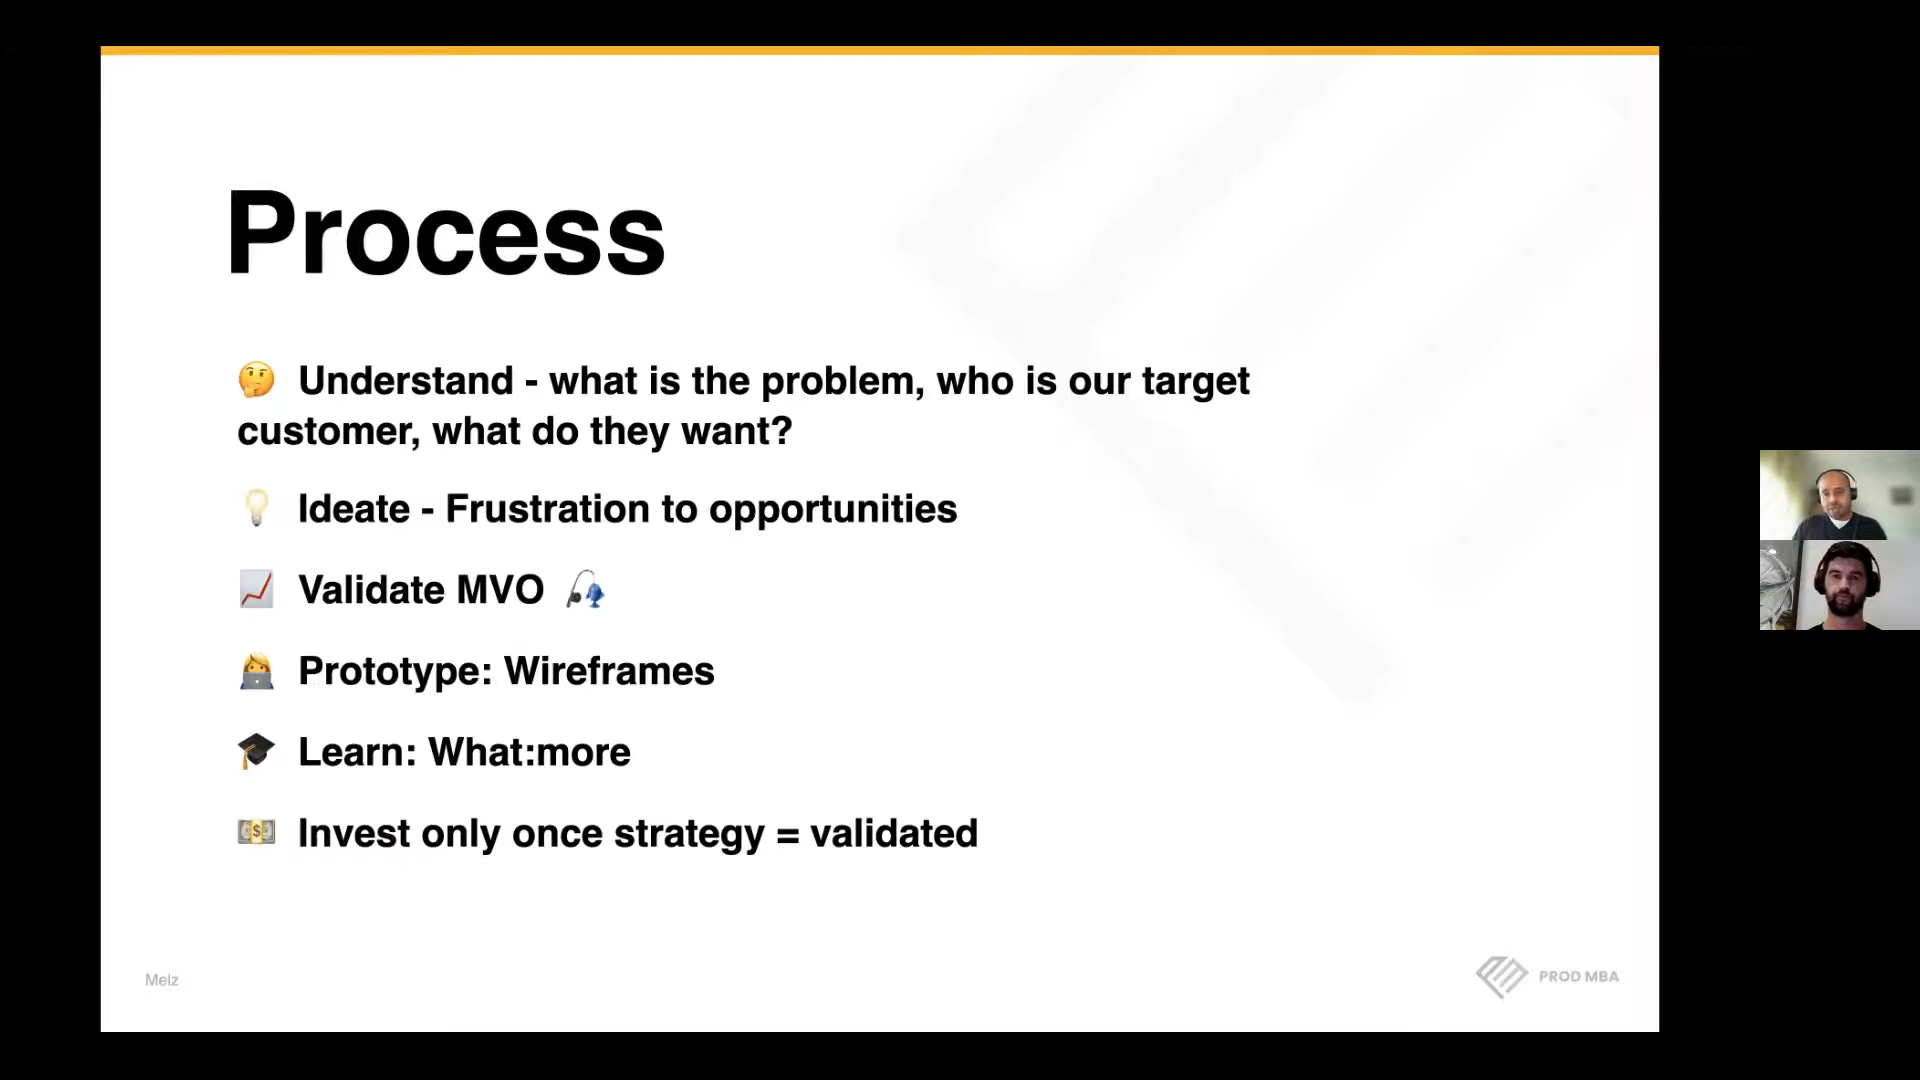 Process
🤔 Understand - what is the problem, who is our target
customer, what do they want?
💡 Ideate - Frustration to opportunities
📈 Validate MVO 🎣
👩‍💻 Prototype: Wireframes
🎓 Learn: What:more
💵 Invest only once strategy = validated
Melz
PROD MBA